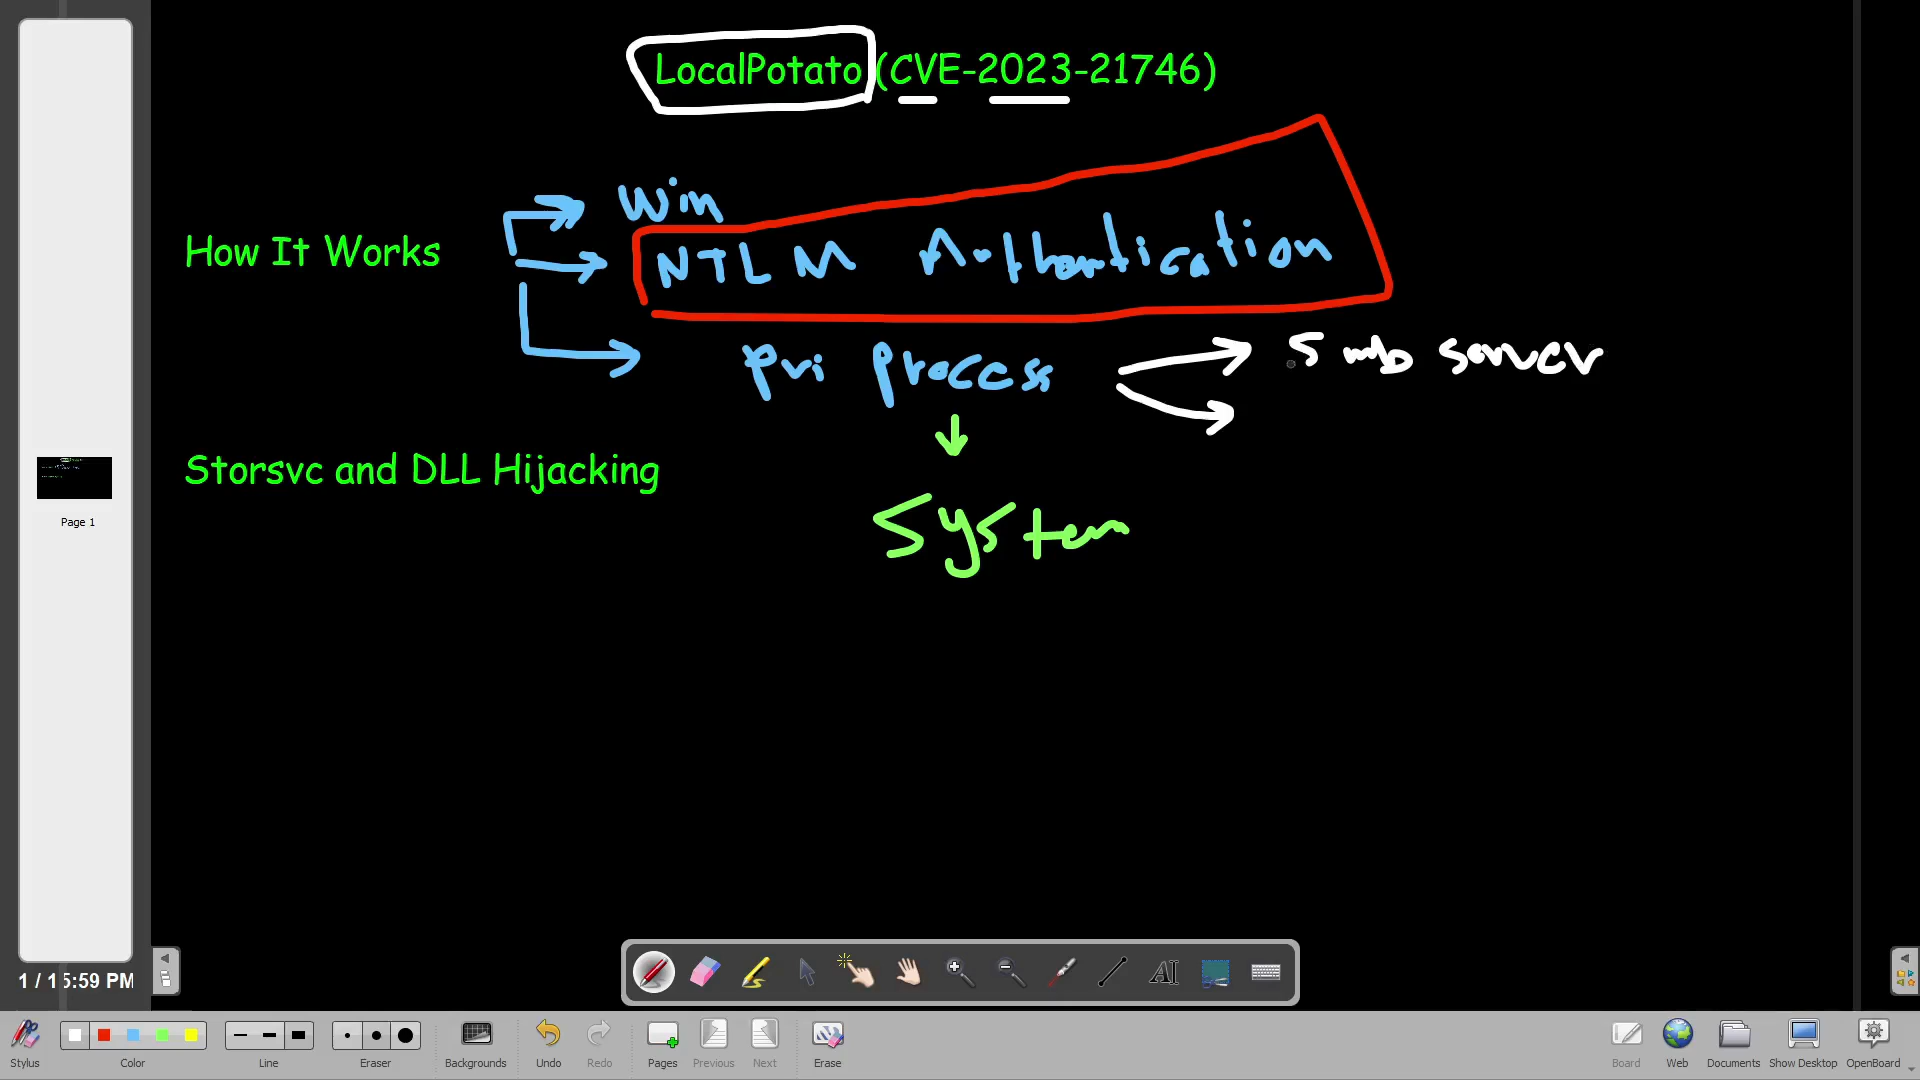 LocalPotato (CVE-2023-21746)
Win
How It Works
NTLM Authentication
pri process
smb server
Storsvc and DLL Hijacking
System
Page 1
1 / 1 5:59 PM
AI
Stylus
Color
Line
Eraser
Backgrounds
Undo
Redo
Pages
Previous
Next
Erase
Board
Web
Documents
Show Desktop
OpenBoard